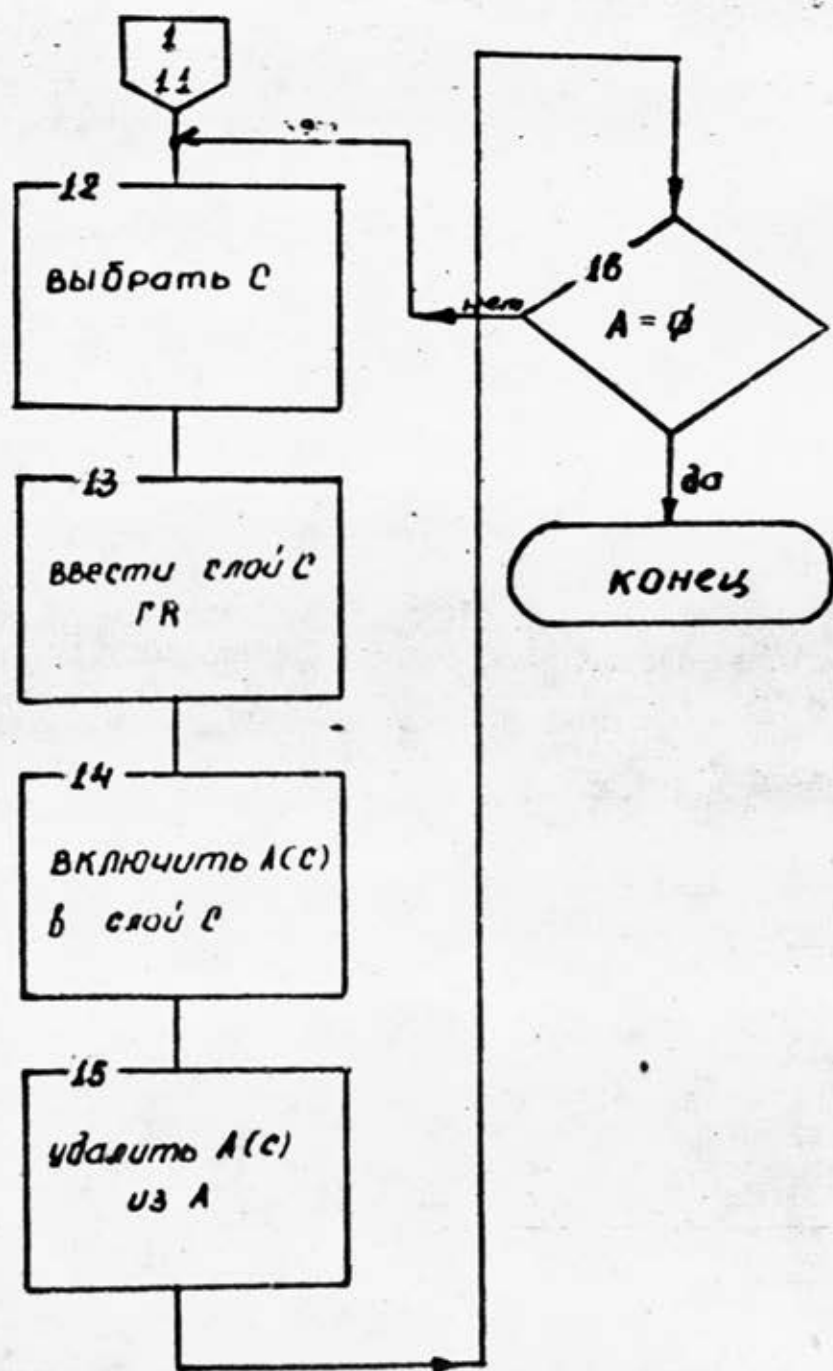 1
11
12
выбрать С
13
ввести слой С
ГR
14
включить А(С)
в слой С
15
удалить А(С)
из А
16
А = ∅
нет
да
конец